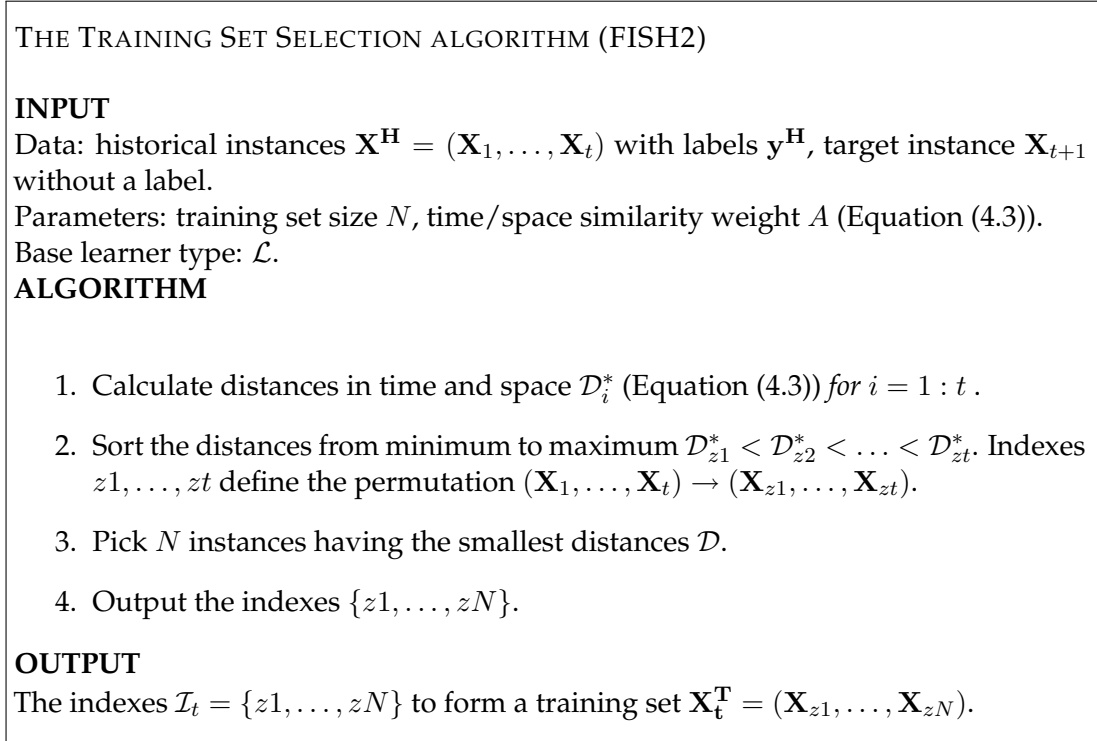 THE TRAINING SET SELECTION ALGORITHM (FISH2)
INPUT
Data: historical instances X^H = (X_1, . . . , X_t) with labels y^H, target instance X_{t+1}
without a label.
Parameters: training set size N, time/space similarity weight A (Equation (4.3)).
Base learner type: ℒ.
ALGORITHM
1. Calculate distances in time and space 𝒟*_i (Equation (4.3)) for i = 1 : t .
2. Sort the distances from minimum to maximum 𝒟*_{z1} < 𝒟*_{z2} < . . . < 𝒟*_{zt}. Indexes
z1, . . . , zt define the permutation (X_1, . . . , X_t) → (X_{z1}, . . . , X_{zt}).
3. Pick N instances having the smallest distances 𝒟.
4. Output the indexes {z1, . . . , zN}.
OUTPUT
The indexes ℐ_t = {z1, . . . , zN} to form a training set X^T_t = (X_{z1}, . . . , X_{zN}).